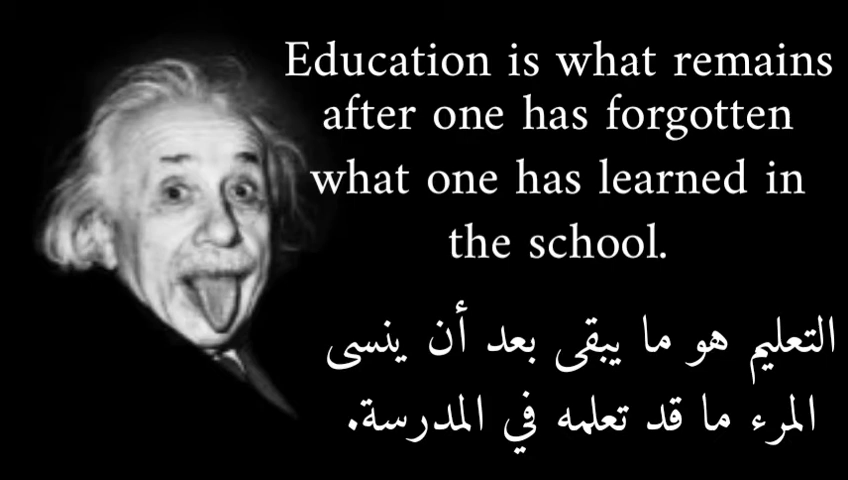 Education is what remains
after one has forgotten
what one has learned in
the school.
التعليم هو ما يبقى بعد أن ينسى
المرء ما قد تعلمه في المدرسة.